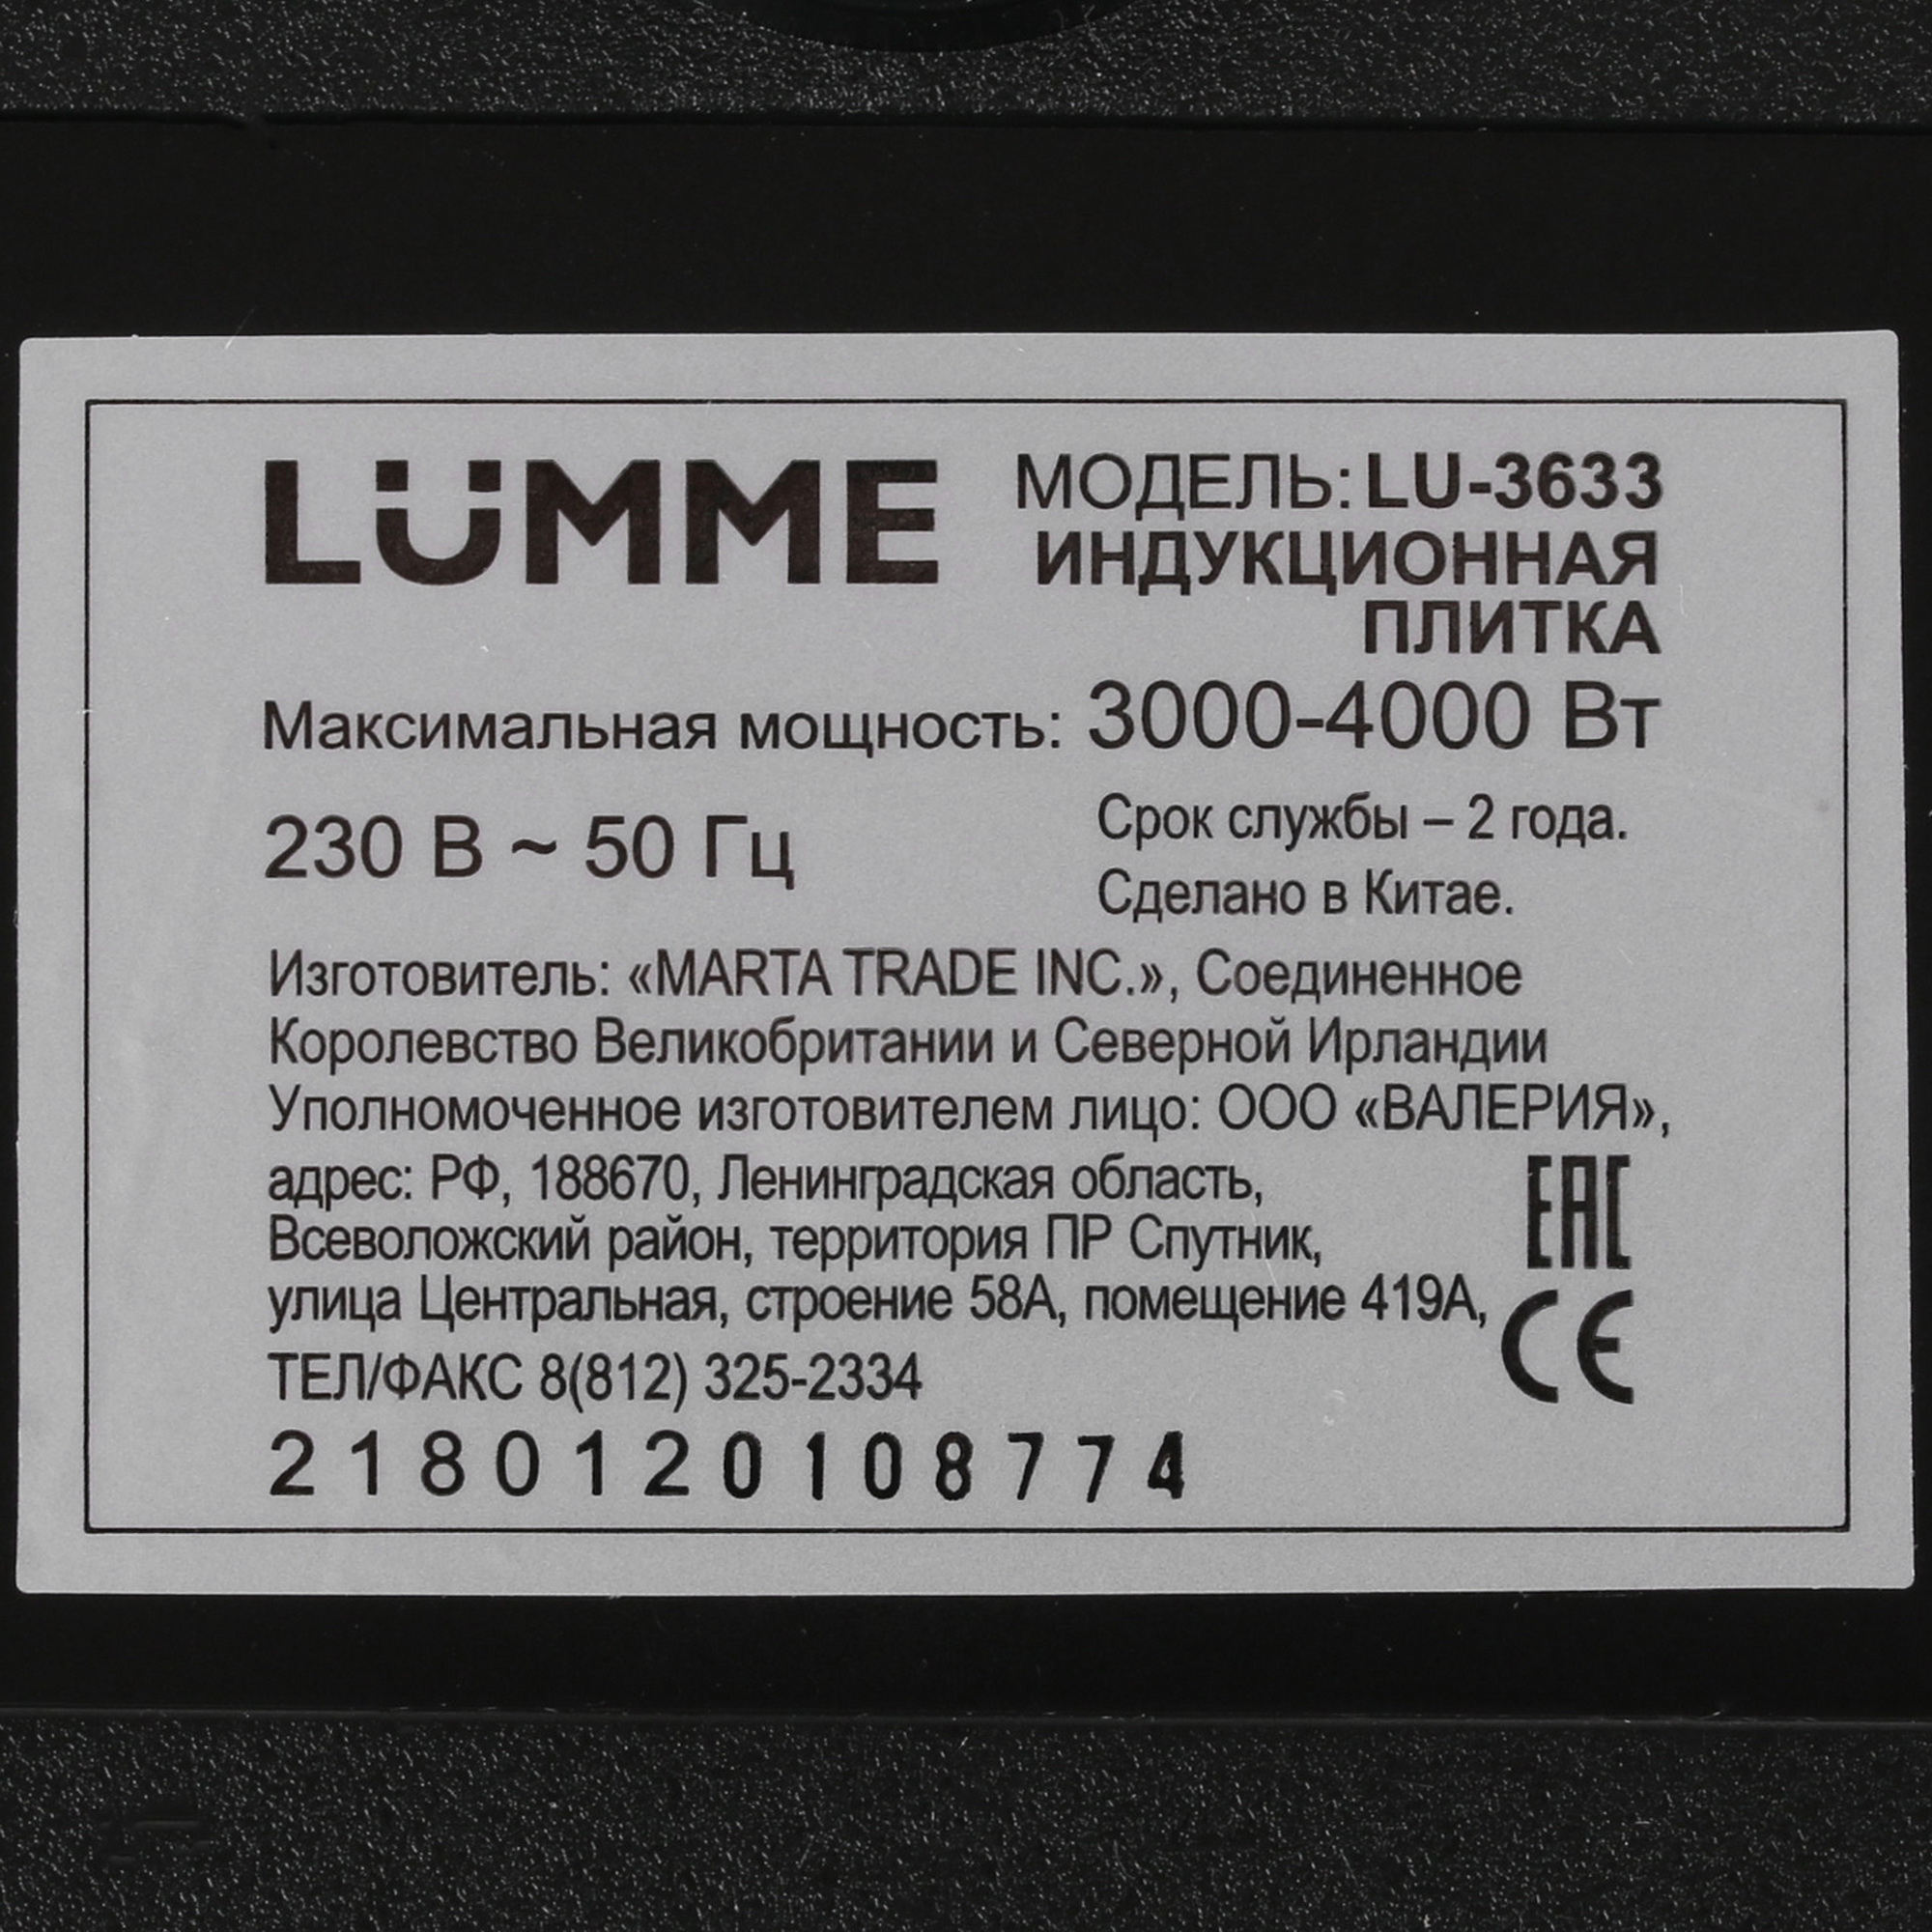 LÜMME
МОДЕЛЬ: LU-3633
ИНДУКЦИОННАЯ
ПЛИТКА
Максимальная мощность: 3000-4000 Вт
230 В ~ 50 Гц
Срок службы – 2 года.
Сделано в Китае.
Изготовитель: «MARTA TRADE INC.», Соединенное
Королевство Великобритании и Северной Ирландии
Уполномоченное изготовителем лицо: ООО «ВАЛЕРИЯ»,
адрес: РФ, 188670, Ленинградская область,
Всеволожский район, территория ПР Спутник,
улица Центральная, строение 58А, помещение 419А,
ТЕЛ/ФАКС 8(812) 325-2334
EAC
CE
2180120108774